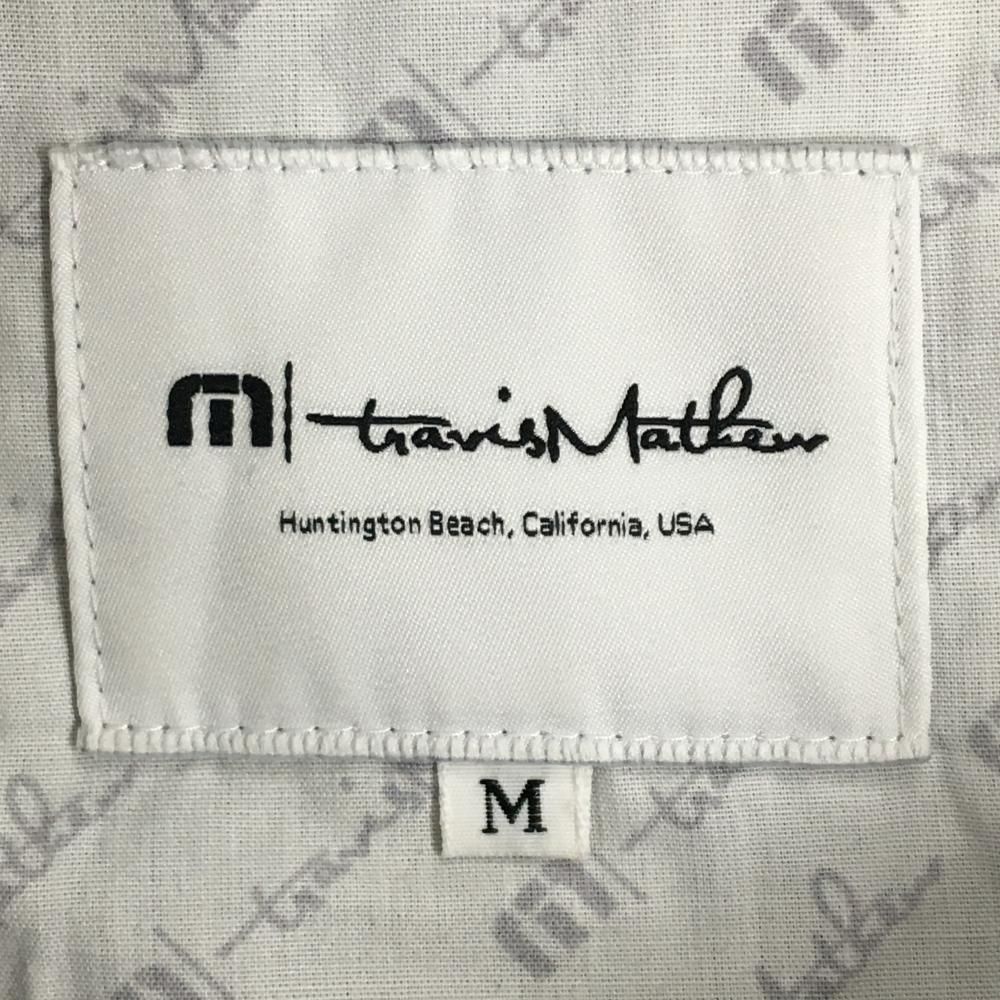 travisMathew
Huntington Beach, California, USA
M